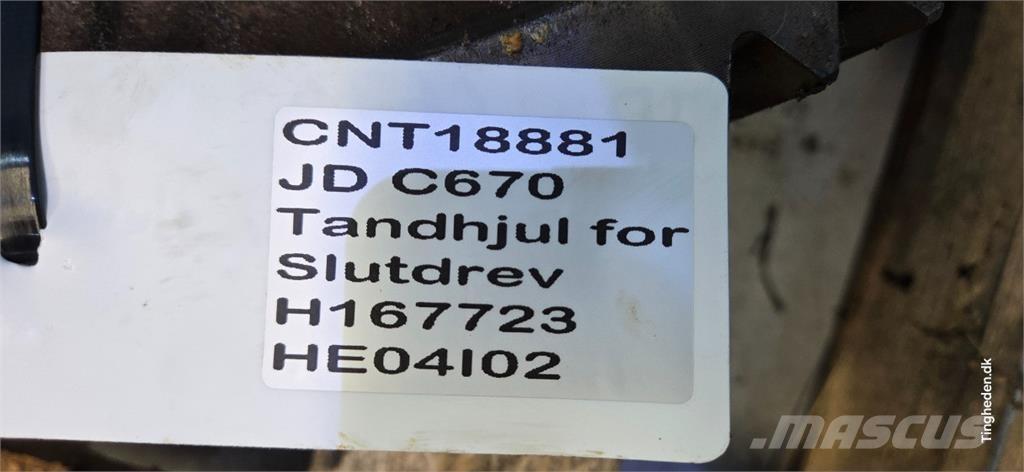 CNT18881
JD C670
Tandhjul for
Slutdrev
H167723
HE04I02
Tingheden.dk
MASCUS